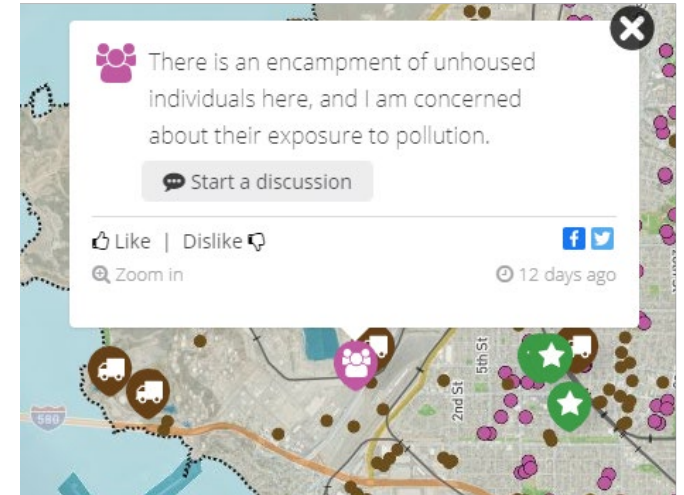 There is an encampment of unhoused
individuals here, and I am concerned
about their exposure to pollution.
Start a discussion
Like | Dislike
Zoom in
12 days ago
5th St
2nd St
580